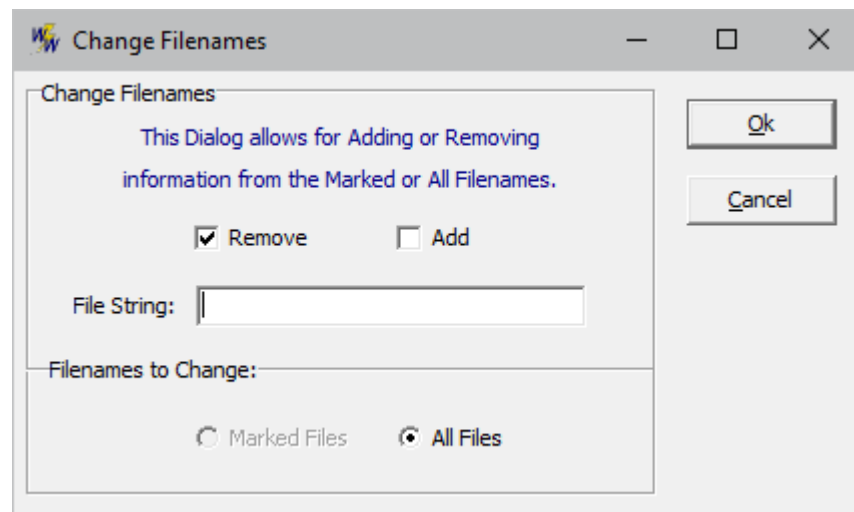 Change Filenames
Change Filenames
This Dialog allows for Adding or Removing
information from the Marked or All Filenames.
Remove Add
File String:
Filenames to Change:
Marked Files All Files
Ok
Cancel